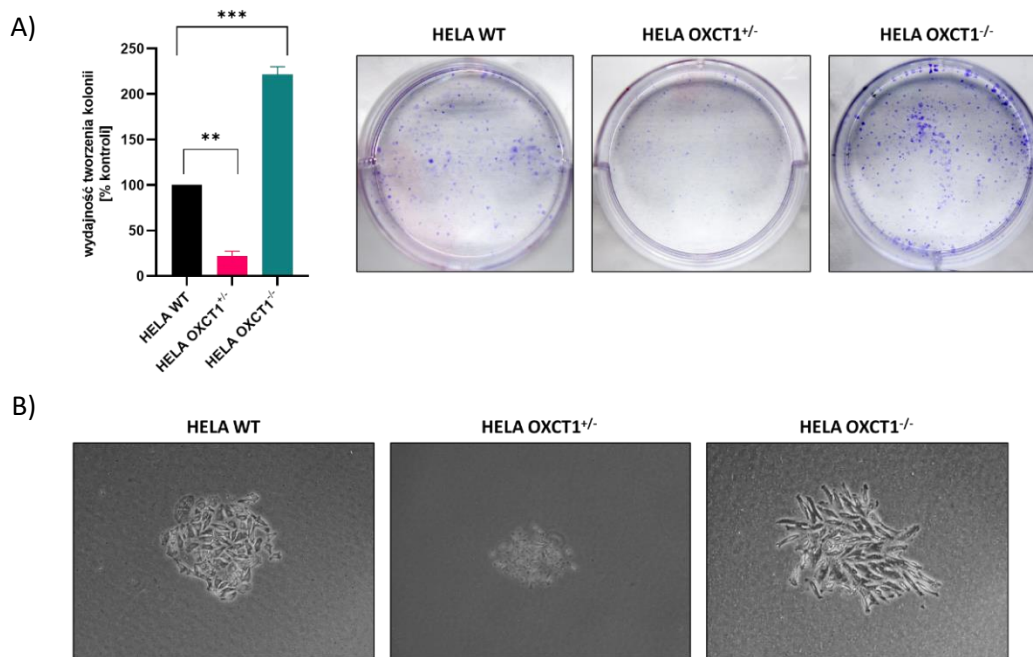 A)
***
**
250
200
150
100
50
0
wydajność tworzenia kolonii
[% kontroli]
HELA WT
HELA OXCT1+/-
HELA OXCT1-/-
HELA WT
HELA OXCT1+/-
HELA OXCT1-/-
B)
HELA WT
HELA OXCT1+/-
HELA OXCT1-/-